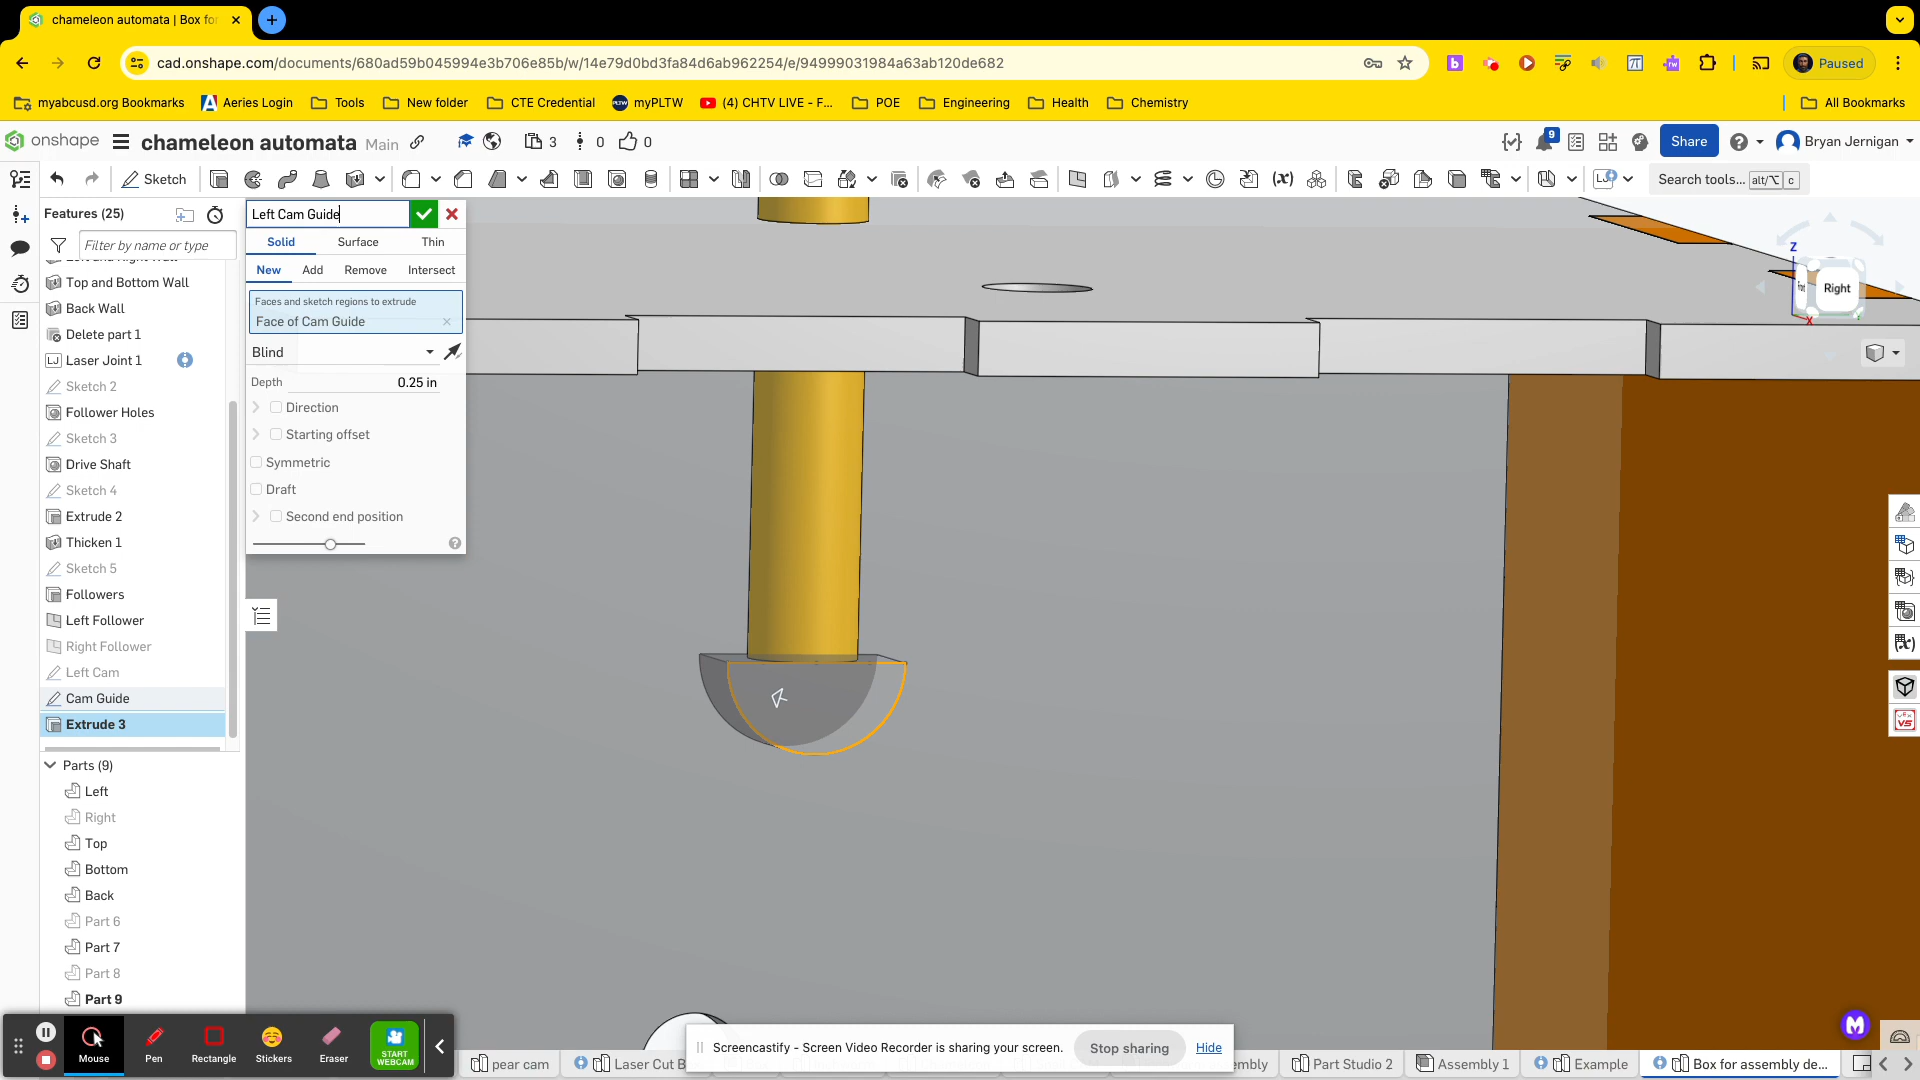 chameleon automata | Box for
cad.onshape.com/documents/680ad59b045994e3b706e85b/w/14e79d0bd3fa84d6ab962254/e/94999031984a63ab120de682
Paused
myabcusd.org Bookmarks
Aeries Login
Tools
New folder
CTE Credential
myPLTW
(4) CHTV LIVE - F...
POE
Engineering
Health
Chemistry
All Bookmarks
onshape
chameleon automata
Main
3
0
0
9
Share
Bryan Jernigan
Sketch
Search tools...
alt/⌥
c
Features (25)
Filter by name or type
Top and Bottom Wall
Back Wall
Delete part 1
Laser Joint 1
Sketch 2
Follower Holes
Sketch 3
Drive Shaft
Sketch 4
Extrude 2
Thicken 1
Sketch 5
Followers
Left Follower
Right Follower
Left Cam
Cam Guide
Extrude 3
Parts (9)
Left
Right
Top
Bottom
Back
Part 6
Part 7
Part 8
Part 9
Left Cam Guide
Solid
Surface
Thin
New
Add
Remove
Intersect
Faces and sketch regions to extrude
Face of Cam Guide
Blind
Depth
0.25 in
Direction
Starting offset
Symmetric
Draft
Second end position
Z
Right
X
Mouse
Pen
Rectangle
Stickers
Eraser
START WEBCAM
Screencastify - Screen Video Recorder is sharing your screen.
Stop sharing
Hide
pear cam
Laser Cut B
embly
Part Studio 2
Assembly 1
Example
Box for assembly de...